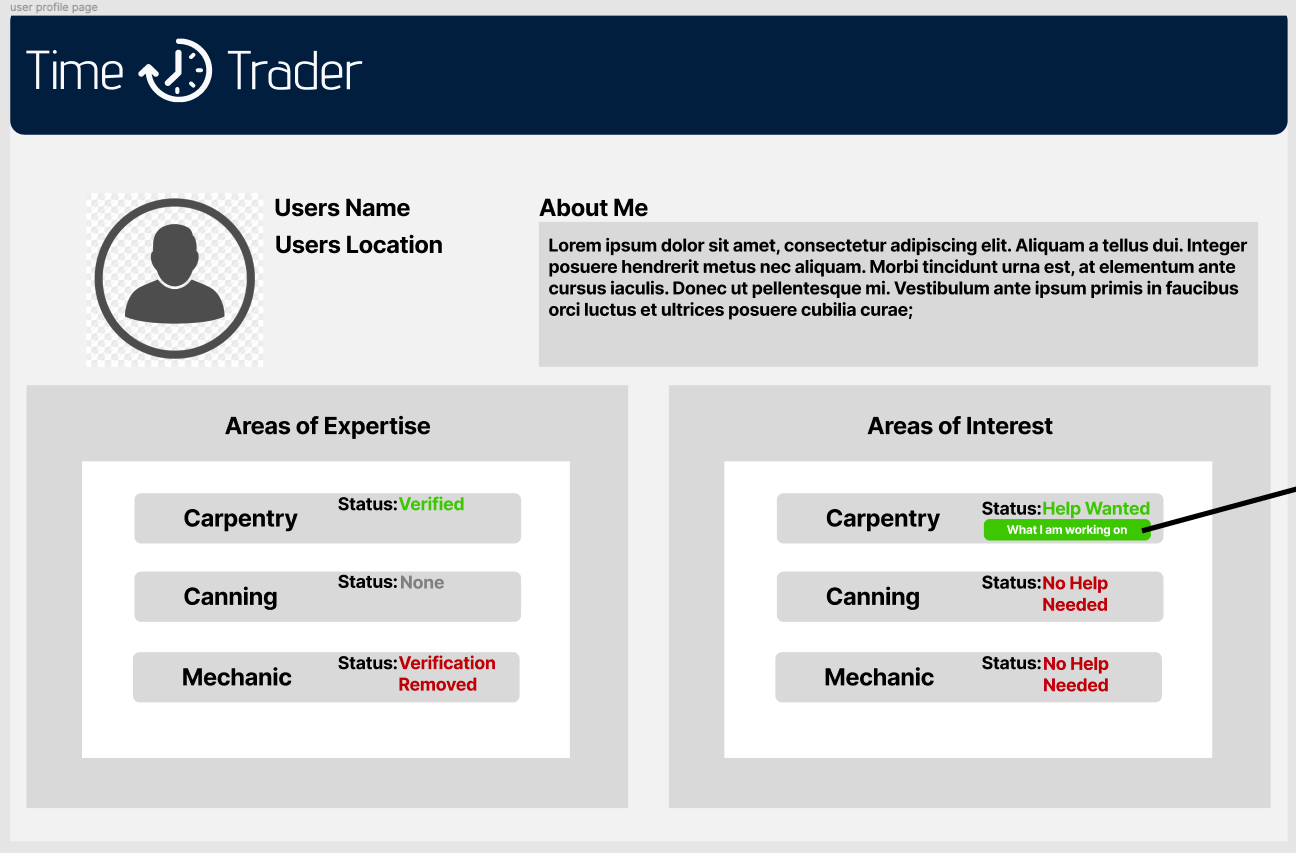 user profile page
Time Trader
Users Name
Users Location
About Me
Lorem ipsum dolor sit amet, consectetur adipiscing elit. Aliquam a tellus dui. Integer
posuere hendrerit metus nec aliquam. Morbi tincidunt urna est, at elementum ante
cursus iaculis. Donec ut pellentesque mi. Vestibulum ante ipsum primis in faucibus
orci luctus et ultrices posuere cubilia curae;
Areas of Expertise
Carpentry
Status:Verified
Canning
Status:None
Mechanic
Status:Verification
Removed
Areas of Interest
Carpentry
Status:Help Wanted
What I am working on
Canning
Status:No Help
Needed
Mechanic
Status:No Help
Needed